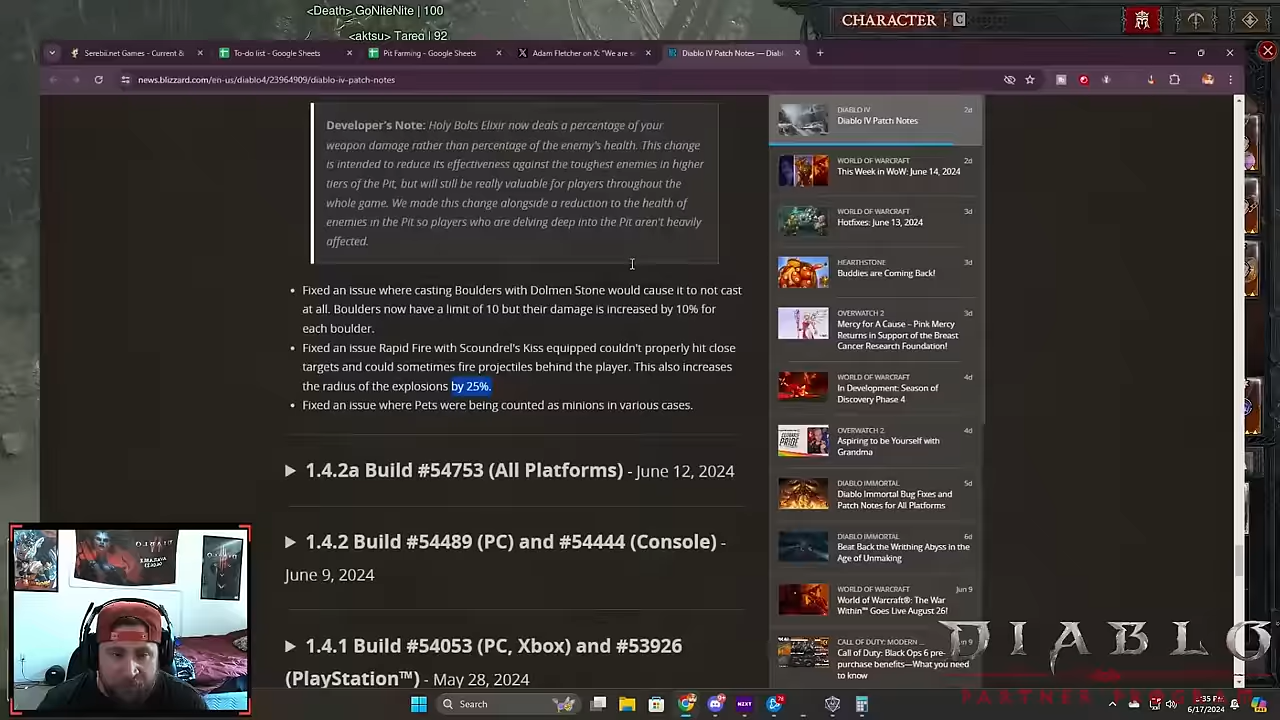 <Death> GoNiteNite | 100
<aktsu> Tareq | 92
CHARACTER C
Serebii.net Games - Current &
To-do list - Google Sheets
Pit Farming - Google Sheets
Adam Fletcher on X: "We are s
Diablo IV Patch Notes — Diabl
news.blizzard.com/en-us/diablo4/23964909/diablo-iv-patch-notes
Developer's Note: Holy Bolts Elixir now deals a percentage of your
weapon damage rather than percentage of the enemy's health. This change
is intended to reduce its effectiveness against the toughest enemies in higher
tiers of the Pit, but will still be really valuable for players throughout the
whole game. We made this change alongside a reduction to the health of
enemies in the Pit so players who are delving deep into the Pit aren't heavily
affected.
• Fixed an issue where casting Boulders with Dolmen Stone would cause it to not cast
at all. Boulders now have a limit of 10 but their damage is increased by 10% for
each boulder.
• Fixed an issue Rapid Fire with Scoundrel's Kiss equipped couldn't properly hit close
targets and could sometimes fire projectiles behind the player. This also increases
the radius of the explosions by 25%.
• Fixed an issue where Pets were being counted as minions in various cases.
1.4.2a Build #54753 (All Platforms) - June 12, 2024
1.4.2 Build #54489 (PC) and #54444 (Console) -
June 9, 2024
1.4.1 Build #54053 (PC, Xbox) and #53926
(PlayStation™) - May 28, 2024
DIABLO IV 2d
Diablo IV Patch Notes
WORLD OF WARCRAFT 2d
This Week in WoW: June 14, 2024
WORLD OF WARCRAFT 3d
Hotfixes: June 13, 2024
HEARTHSTONE 3d
Buddies are Coming Back!
OVERWATCH 2 3d
Mercy for A Cause – Pink Mercy
Returns in Support of the Breast
Cancer Research Foundation!
WORLD OF WARCRAFT 4d
In Development: Season of
Discovery Phase 4
OVERWATCH 2 4d
Aspiring to be Yourself with
Grandma
DIABLO IMMORTAL 5d
Diablo Immortal Bug Fixes and
Patch Notes for All Platforms
DIABLO IMMORTAL 6d
Beat Back the Writhing Abyss in the
Age of Unmaking
WORLD OF WARCRAFT Jun 9
World of Warcraft®: The War
Within™ Goes Live August 26!
CALL OF DUTY: MODERN ...
Call of Duty: Black Ops 6 pre-
purchase benefits—What you need
to know
DIABLO
PARTNER
Search
6/17/2024